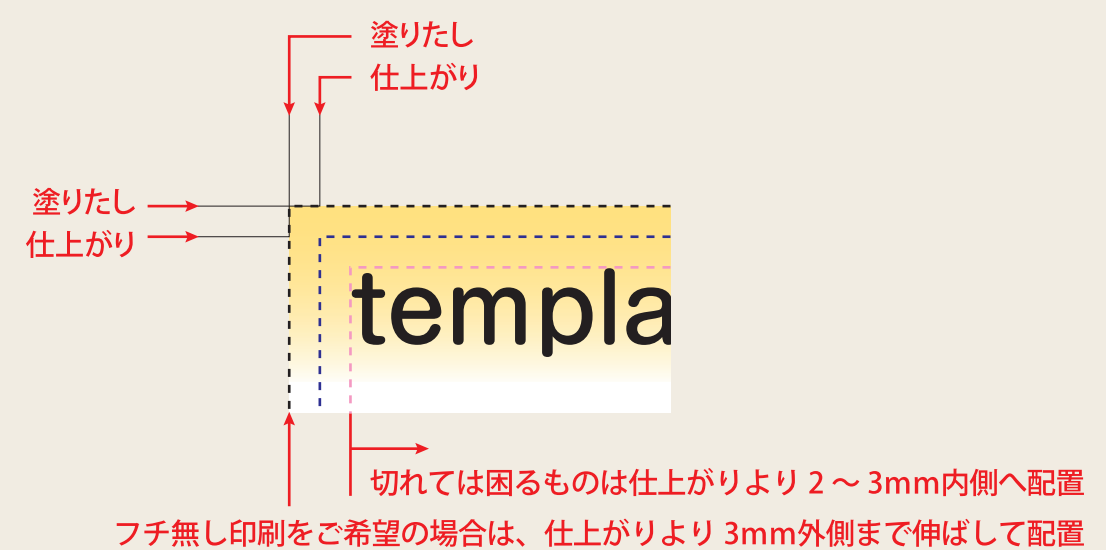 塗りたし
仕上がり
塗りたし
仕上がり
templa
切れては困るものは仕上がりより 2 〜 3mm内側へ配置
フチ無し印刷をご希望の場合は、仕上がりより 3mm外側まで伸ばして配置